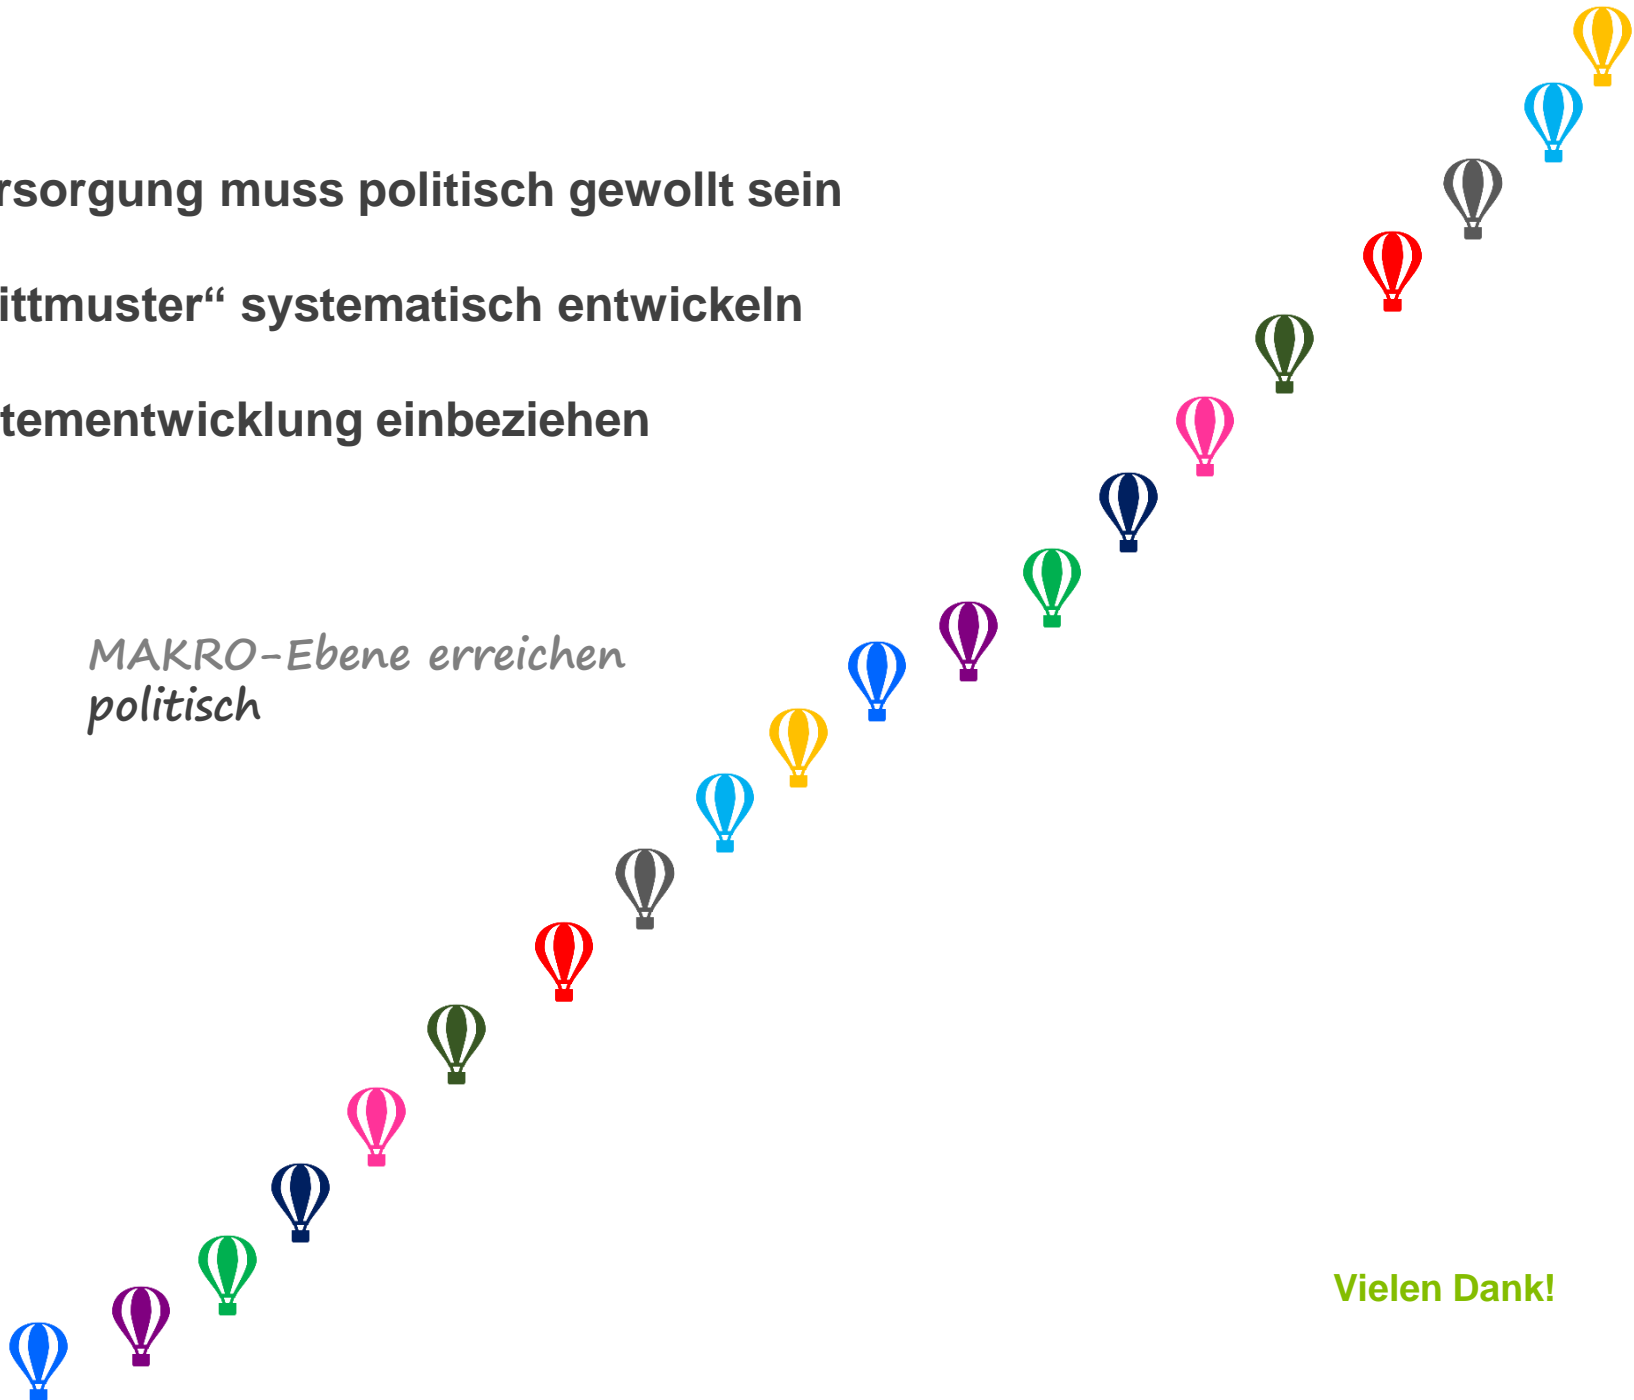 rsorgung muss politisch gewollt sein
ittmuster“ systematisch entwickeln
tementwicklung einbeziehen
MAKRO-Ebene erreichen
politisch
Vielen Dank!